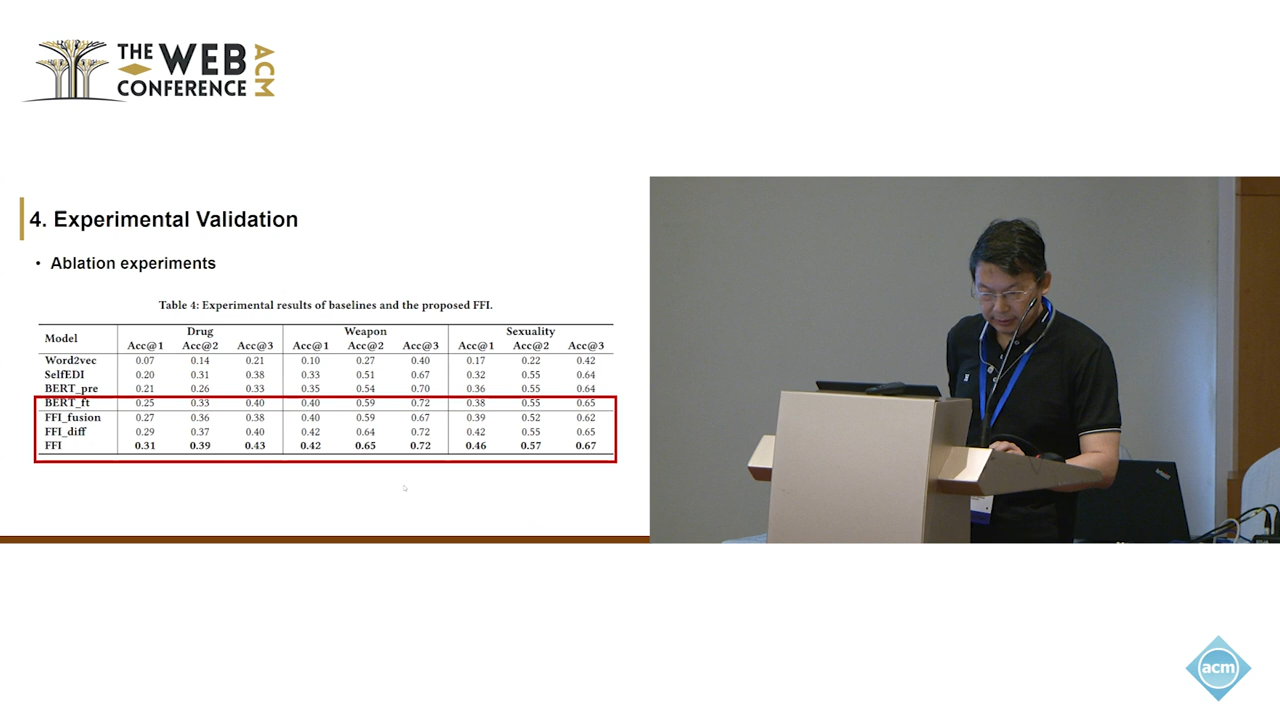 THE WEB
CONFERENCE
ACM
4. Experimental Validation
• Ablation experiments
Table 4: Experimental results of baselines and the proposed FFI.
Model Drug Weapon Sexuality
Acc@1 Acc@2 Acc@3 Acc@1 Acc@2 Acc@3 Acc@1 Acc@2 Acc@3
Word2vec 0.07 0.14 0.21 0.10 0.27 0.40 0.17 0.22 0.42
SelfEDI 0.20 0.31 0.38 0.33 0.51 0.67 0.32 0.55 0.64
BERT_pre 0.21 0.26 0.33 0.35 0.54 0.70 0.36 0.55 0.64
BERT_ft 0.25 0.33 0.40 0.40 0.59 0.72 0.38 0.55 0.65
FFI_fusion 0.27 0.36 0.38 0.40 0.59 0.67 0.39 0.52 0.62
FFI_diff 0.29 0.37 0.40 0.42 0.64 0.72 0.42 0.55 0.65
FFI 0.31 0.39 0.43 0.42 0.65 0.72 0.46 0.57 0.67
acm